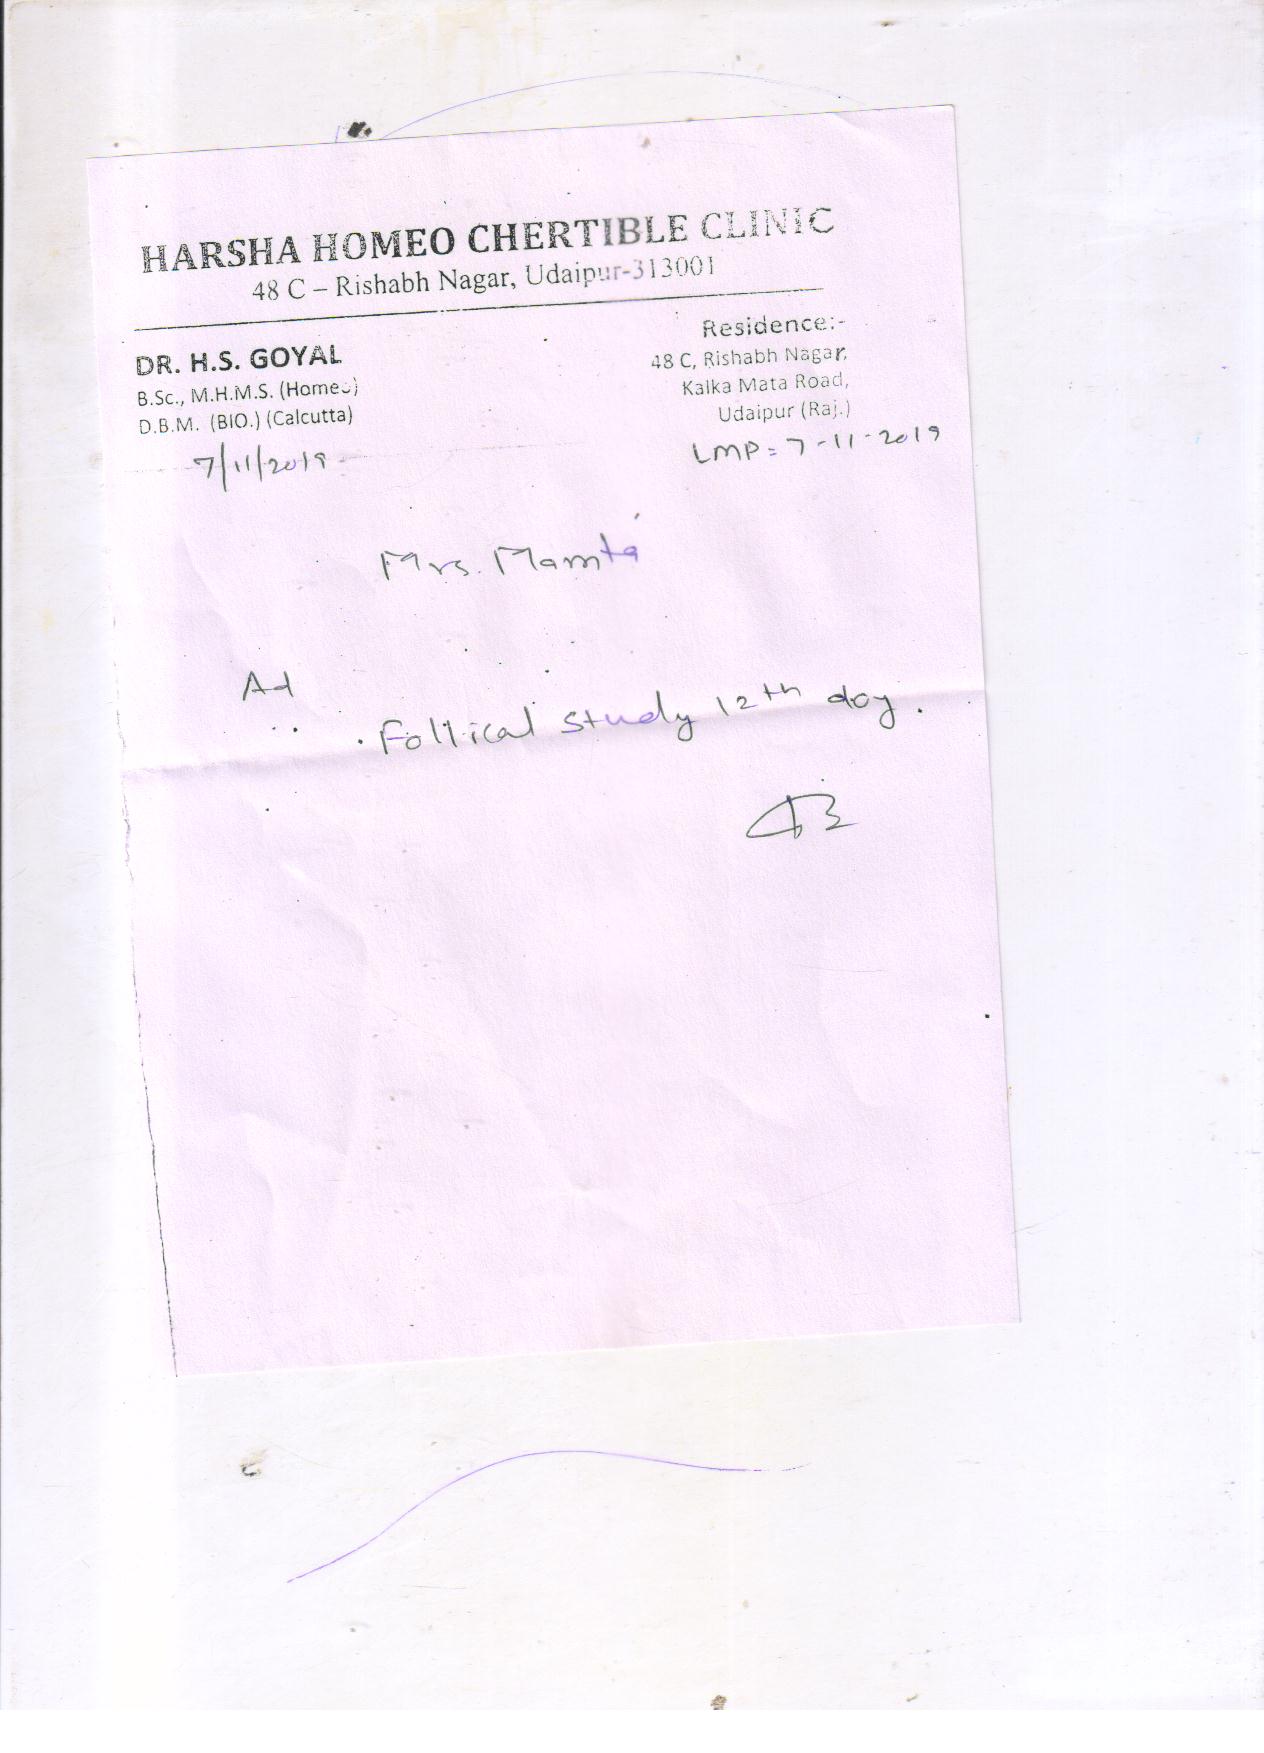 HARSHA HOMEO CHERTIBLE CLINIC
48 C – Rishabh Nagar, Udaipur-313001
DR. H.S. GOYAL
B.Sc., M.H.M.S. (Homeo)
D.B.M. (BIO.) (Calcutta)
Residence:-
48 C, Rishabh Nagar,
Kalka Mata Road,
Udaipur (Raj.)
7/11/2019
LMP = 7-11-2019
Mrs. Mamta
Ad
Follical study 12th day.